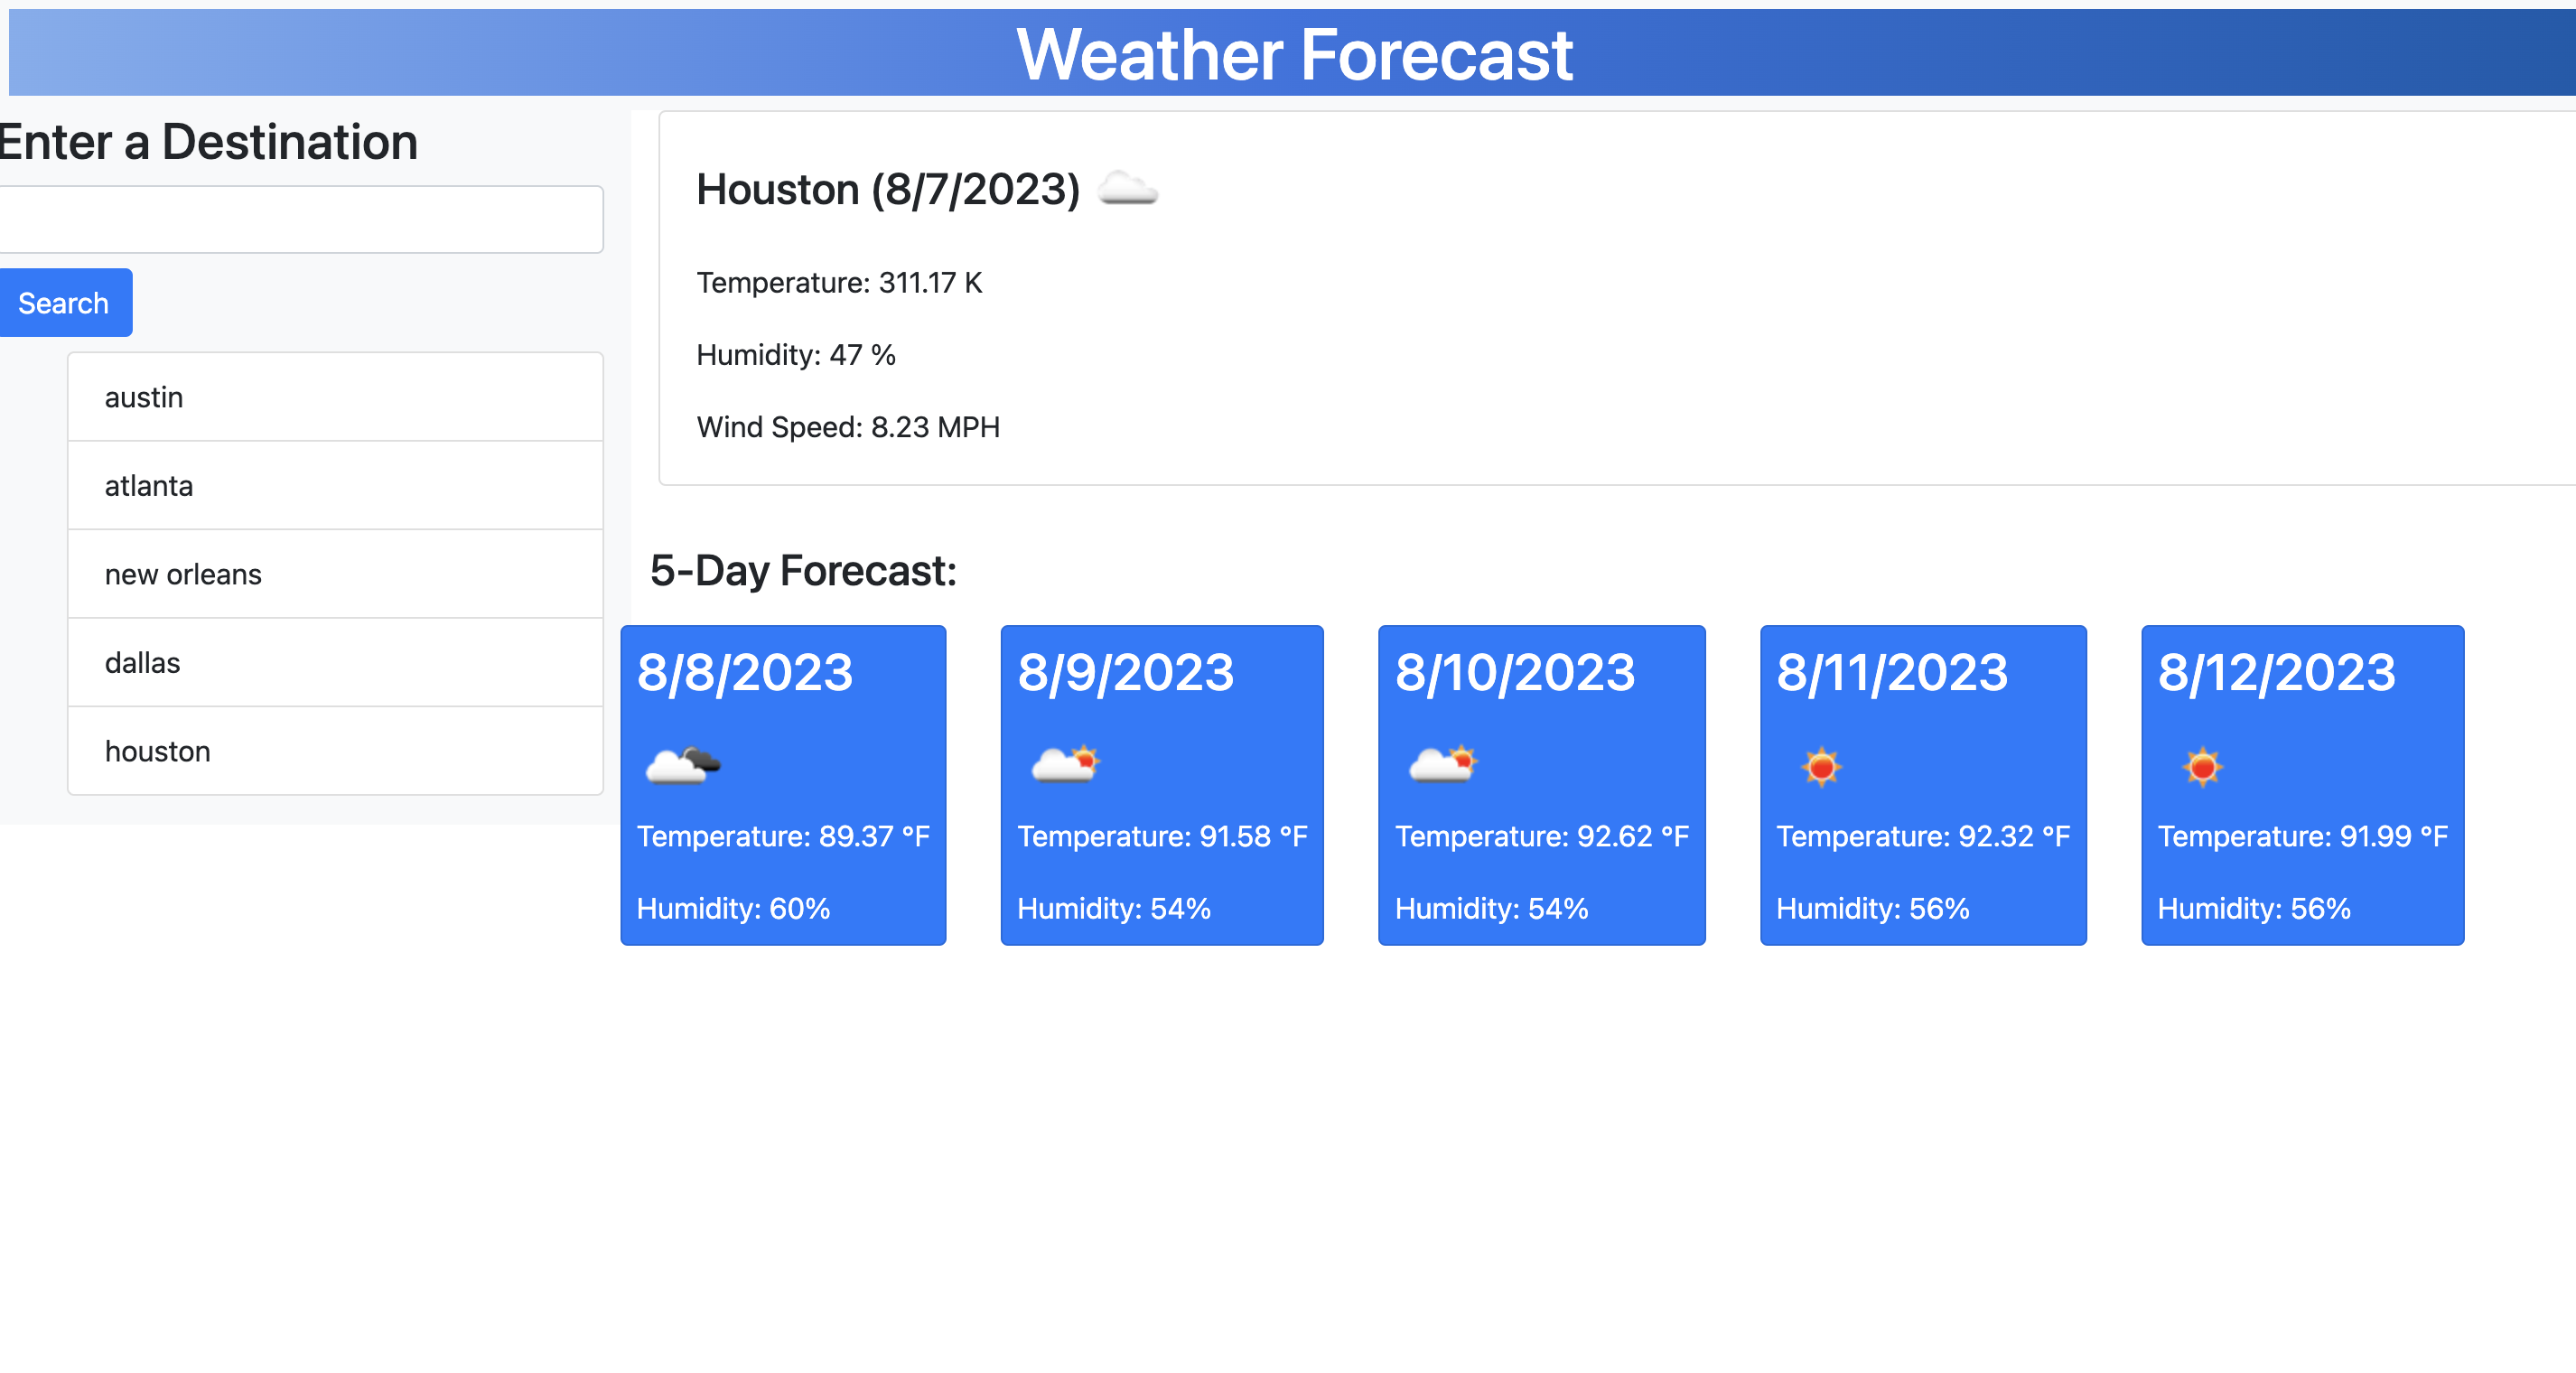 Weather Forecast
Enter a Destination
Search
austin
atlanta
new orleans
dallas
houston
Houston (8/7/2023)
Temperature: 311.17 K
Humidity: 47 %
Wind Speed: 8.23 MPH
5-Day Forecast:
8/8/2023
Temperature: 89.37 °F
Humidity: 60%
8/9/2023
Temperature: 91.58 °F
Humidity: 54%
8/10/2023
Temperature: 92.62 °F
Humidity: 54%
8/11/2023
Temperature: 92.32 °F
Humidity: 56%
8/12/2023
Temperature: 91.99 °F
Humidity: 56%